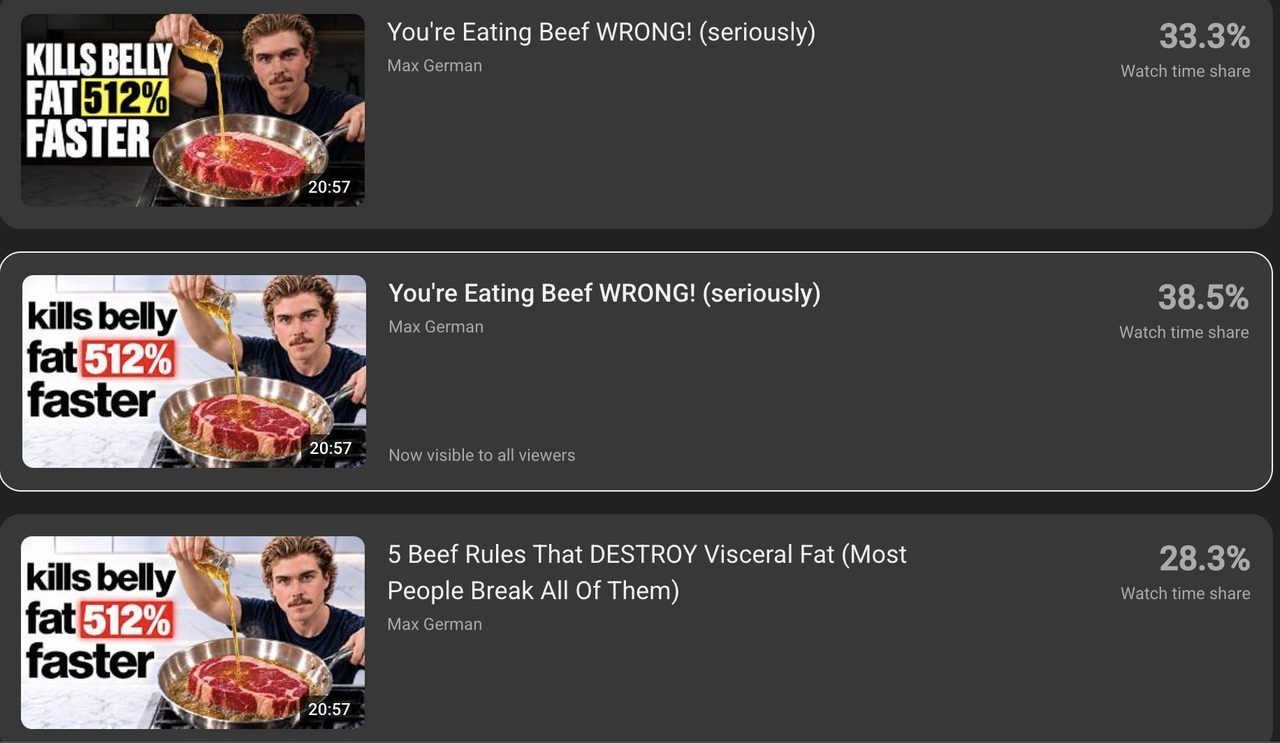 KILLS BELLY
FAT 512%
FASTER
20:57
You're Eating Beef WRONG! (seriously)
Max German
33.3%
Watch time share
kills belly
fat 512%
faster
20:57
You're Eating Beef WRONG! (seriously)
Max German
Now visible to all viewers
38.5%
Watch time share
kills belly
fat 512%
faster
20:57
5 Beef Rules That DESTROY Visceral Fat (Most
People Break All Of Them)
Max German
28.3%
Watch time share